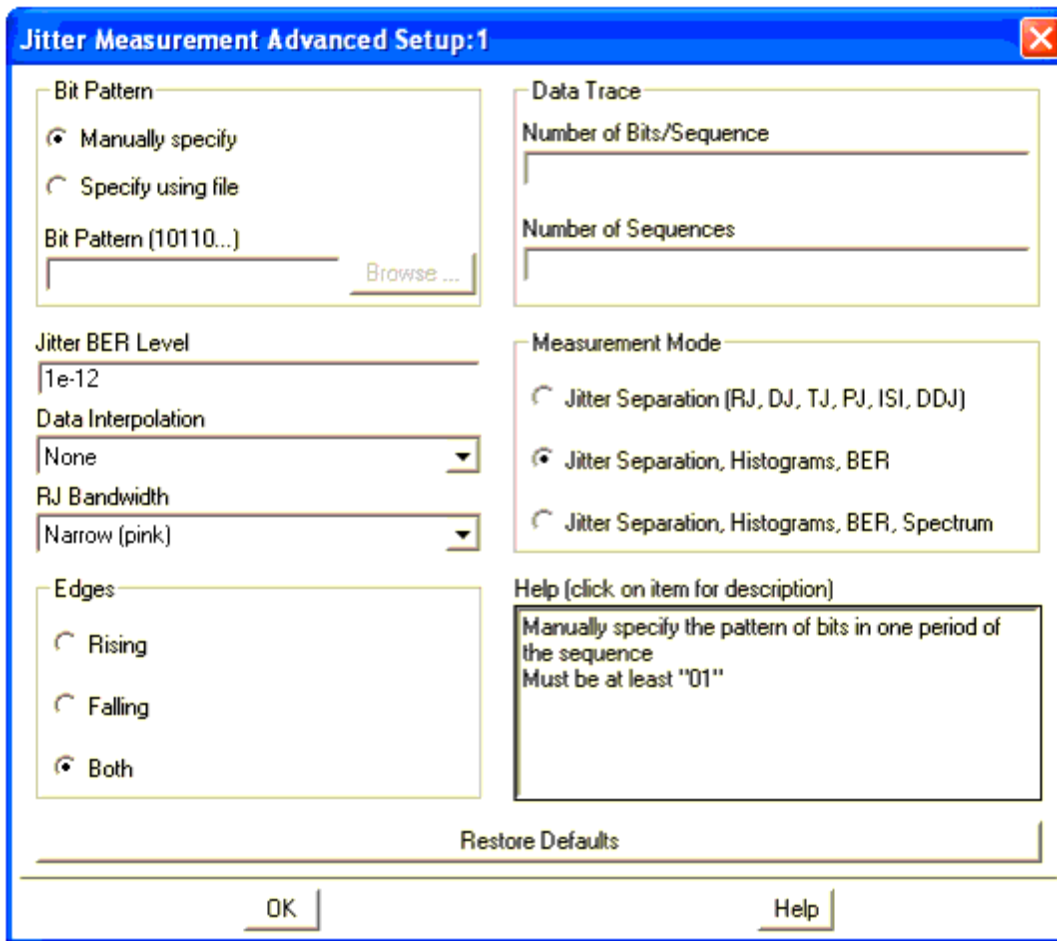 Jitter Measurement Advanced Setup:1
Bit Pattern
Manually specify
Specify using file
Bit Pattern (10110...)
Browse ...
Data Trace
Number of Bits/Sequence
Number of Sequences
Jitter BER Level
1e-12
Data Interpolation
None
RJ Bandwidth
Narrow (pink)
Measurement Mode
Jitter Separation (RJ, DJ, TJ, PJ, ISI, DDJ)
Jitter Separation, Histograms, BER
Jitter Separation, Histograms, BER, Spectrum
Edges
Rising
Falling
Both
Help (click on item for description)
Manually specify the pattern of bits in one period of
the sequence
Must be at least "01"
Restore Defaults
OK
Help